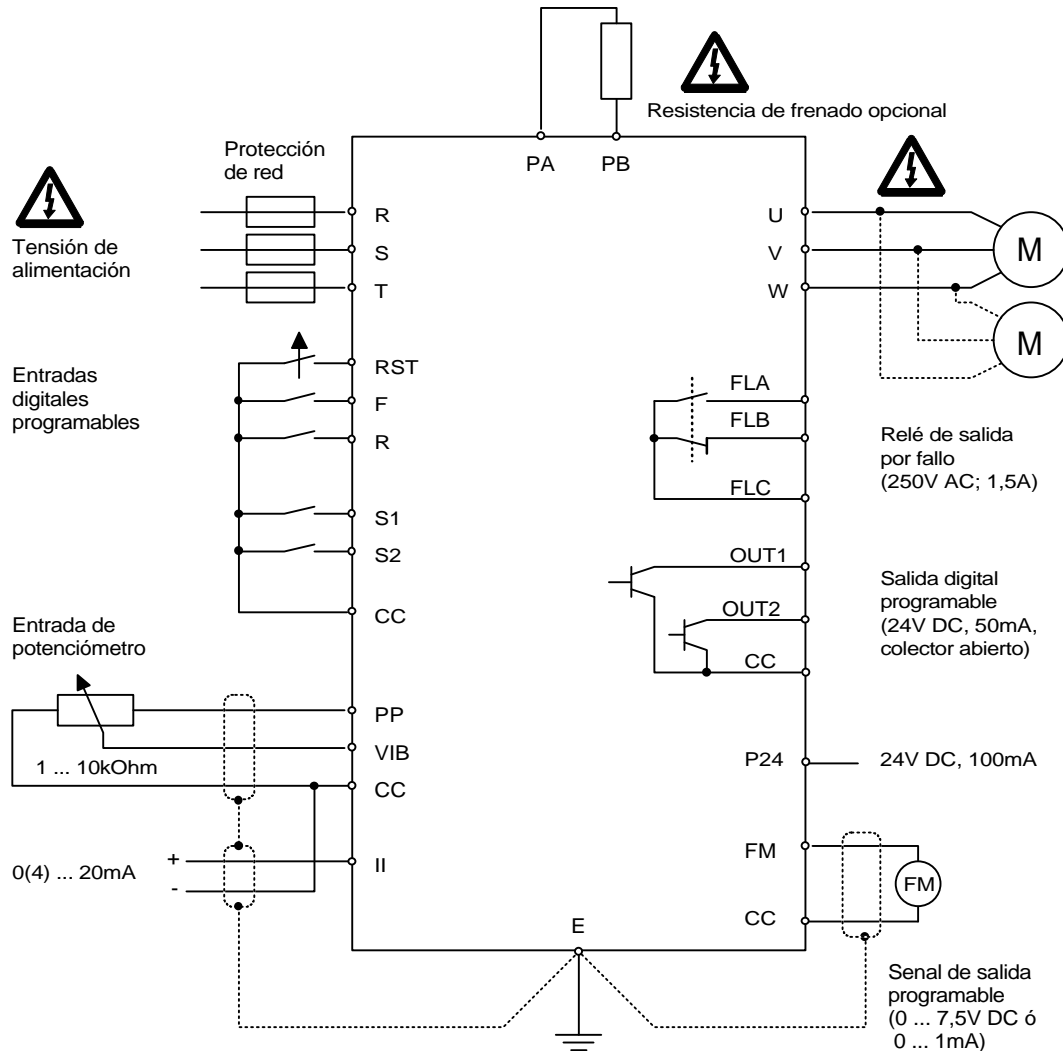 Resistencia de frenado opcional
PA
PB
Protección
de red
Tensión de
alimentación
R
S
T
U
V
W
M
M
Entradas
digitales
programables
RST
F
R
S1
S2
CC
FLA
FLB
FLC
Relé de salida
por fallo
(250V AC; 1,5A)
OUT1
OUT2
CC
Salida digital
programable
(24V DC, 50mA,
colector abierto)
Entrada de
potenciómetro
1 ... 10kOhm
PP
VIB
CC
P24
24V DC, 100mA
0(4) ... 20mA
+
-
II
FM
FM
CC
E
Senal de salida
programable
(0 ... 7,5V DC ó
0 ... 1mA)